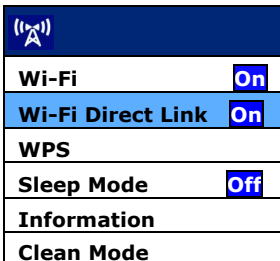 Wi-Fi On
Wi-Fi Direct Link On
WPS
Sleep Mode Off
Information
Clean Mode